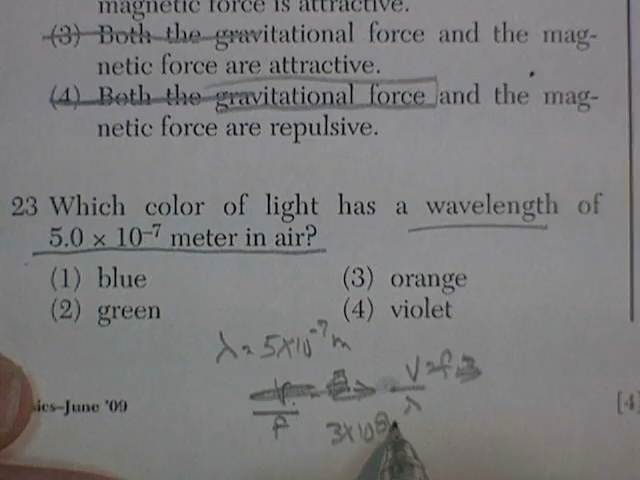 magnetic force is attractive.
(3) Both the gravitational force and the mag-
netic force are attractive.
(4) Both the gravitational force and the mag-
netic force are repulsive.
23 Which color of light has a wavelength of
5.0 × 10⁻⁷ meter in air?
(1) blue (3) orange
(2) green (4) violet
λ = 5×10⁻⁷ m
V=f
λ
f
3×10⁸
ics–June '09 [4]